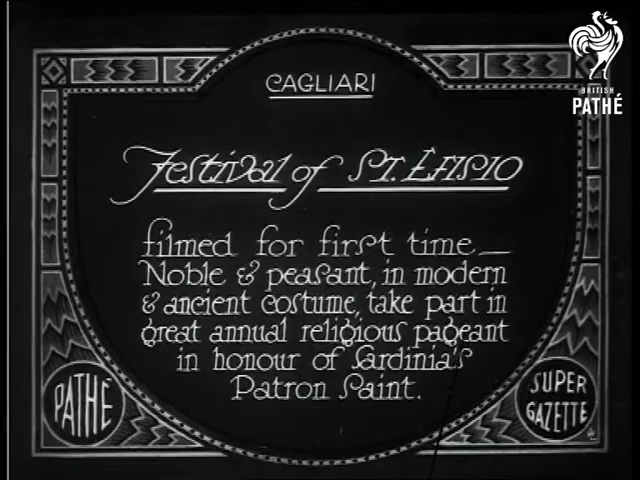 BRITISH
PATHÉ
CAGLIARI
Festival of ST. EFISIO
filmed for first time —
Noble & peasant, in modern
& ancient costume, take part in
great annual religious pageant
in honour of Sardinia's
Patron Saint.
PATHÉ
SUPER
GAZETTE